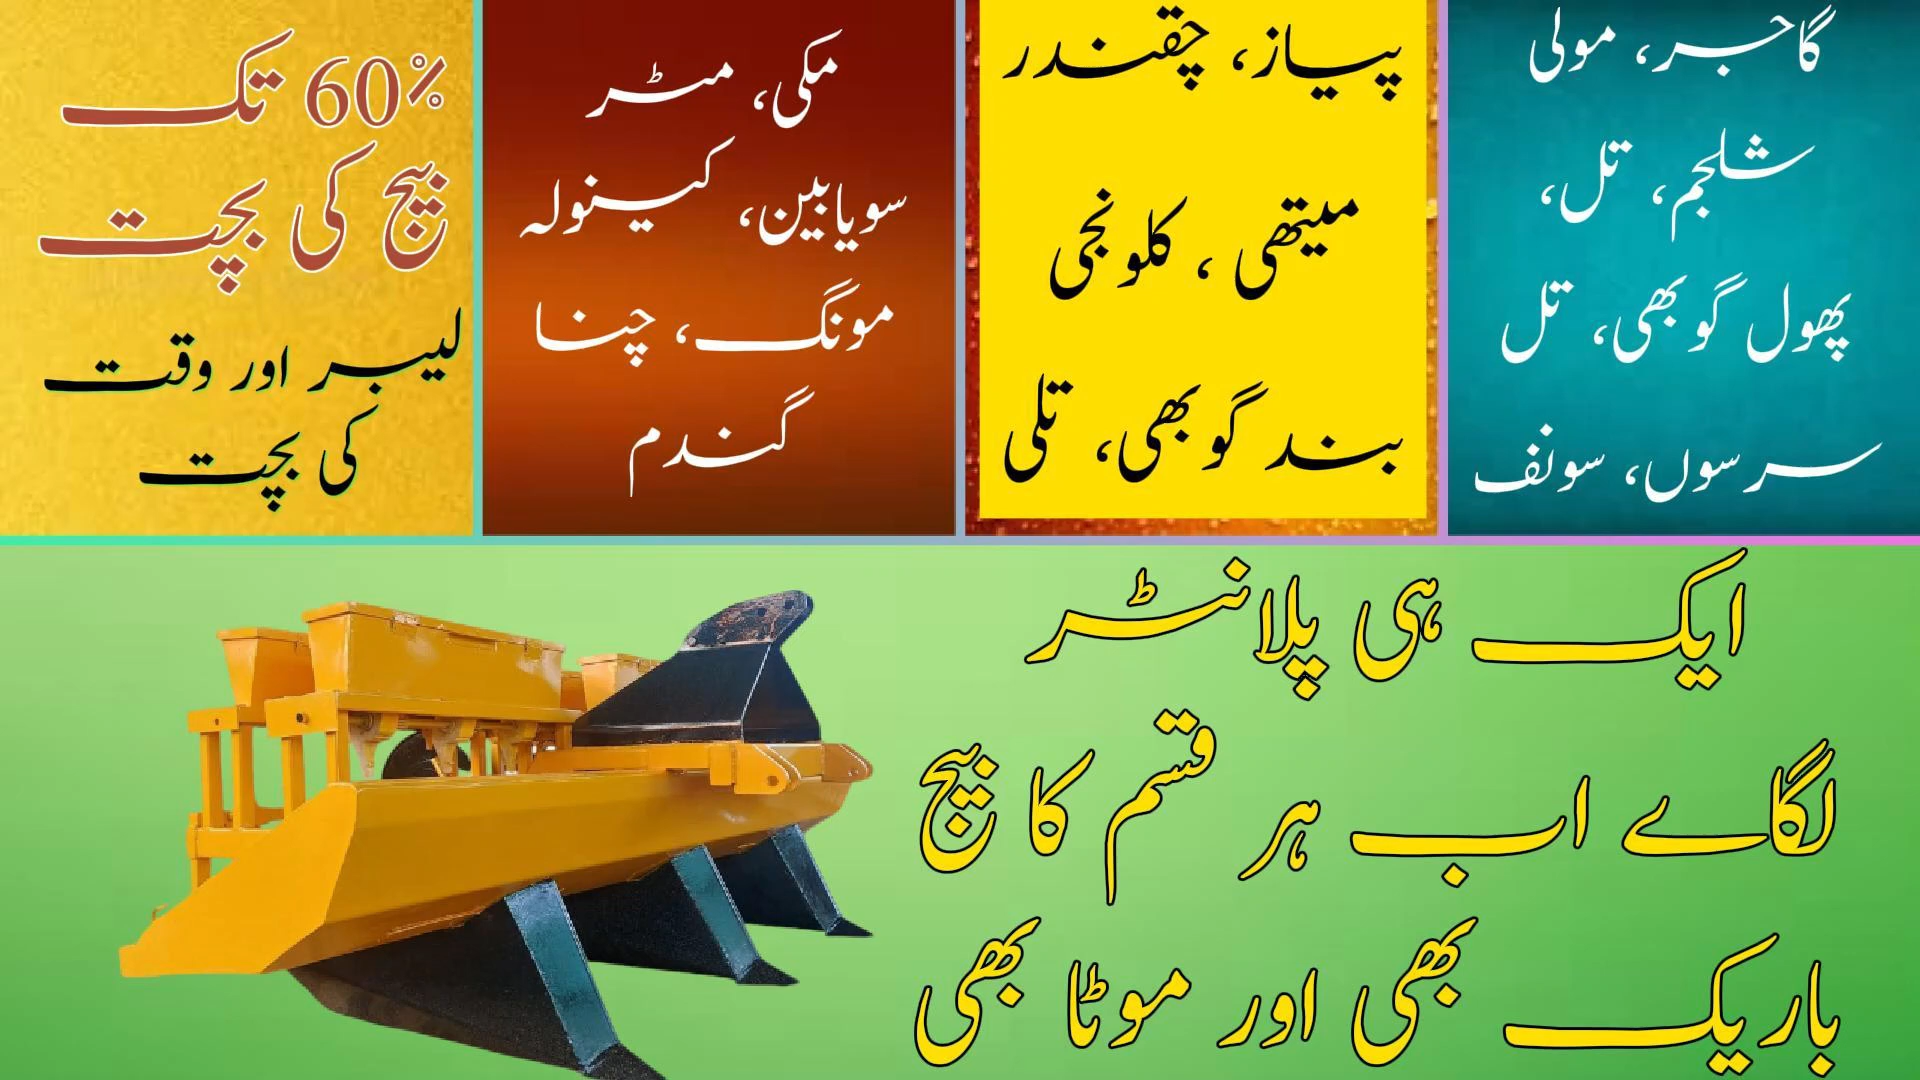 گاجر، مولی
شلجم، تل،
پھول گوبھی، تل
سرسوں، سونف
پیاز، چقندر
میتھی ، کلونجی
بند گوبھی، تلی
مکی، مٹر
سویابین، کینولہ
مونگ، چنا
گندم
60% تک
بیج کی بچت
لیبر اور وقت
کی بچت
ایک ہی پلانٹر
لگاے اب ہر قسم کا بیج
باریک بھی اور موٹا بھی